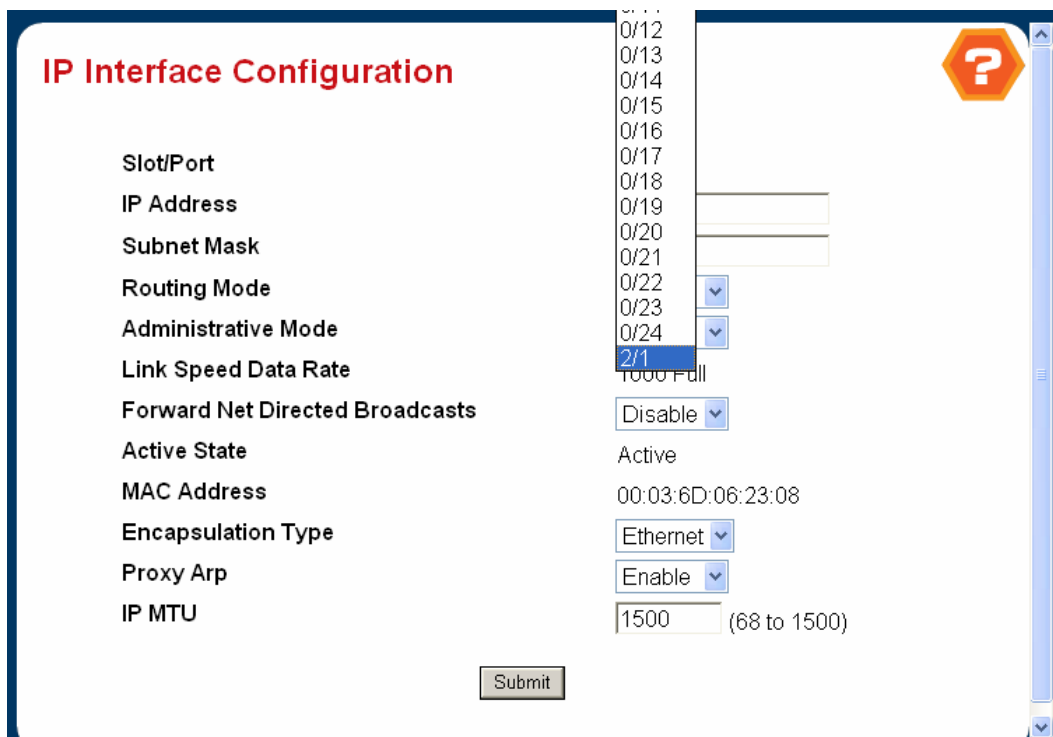 0/12
IP Interface Configuration
0/13
0/14
0/15
0/16
0/17
Slot/Port
0/18
IP Address
0/19
0/20
Subnet Mask
0/21
Routing Mode
0/22
0/23
Administrative Mode
0/24
2/1
Link Speed Data Rate 1000 Full
Forward Net Directed Broadcasts Disable
Active State Active
MAC Address 00:03:6D:06:23:08
Encapsulation Type Ethernet
Proxy Arp Enable
IP MTU 1500 (68 to 1500)
Submit